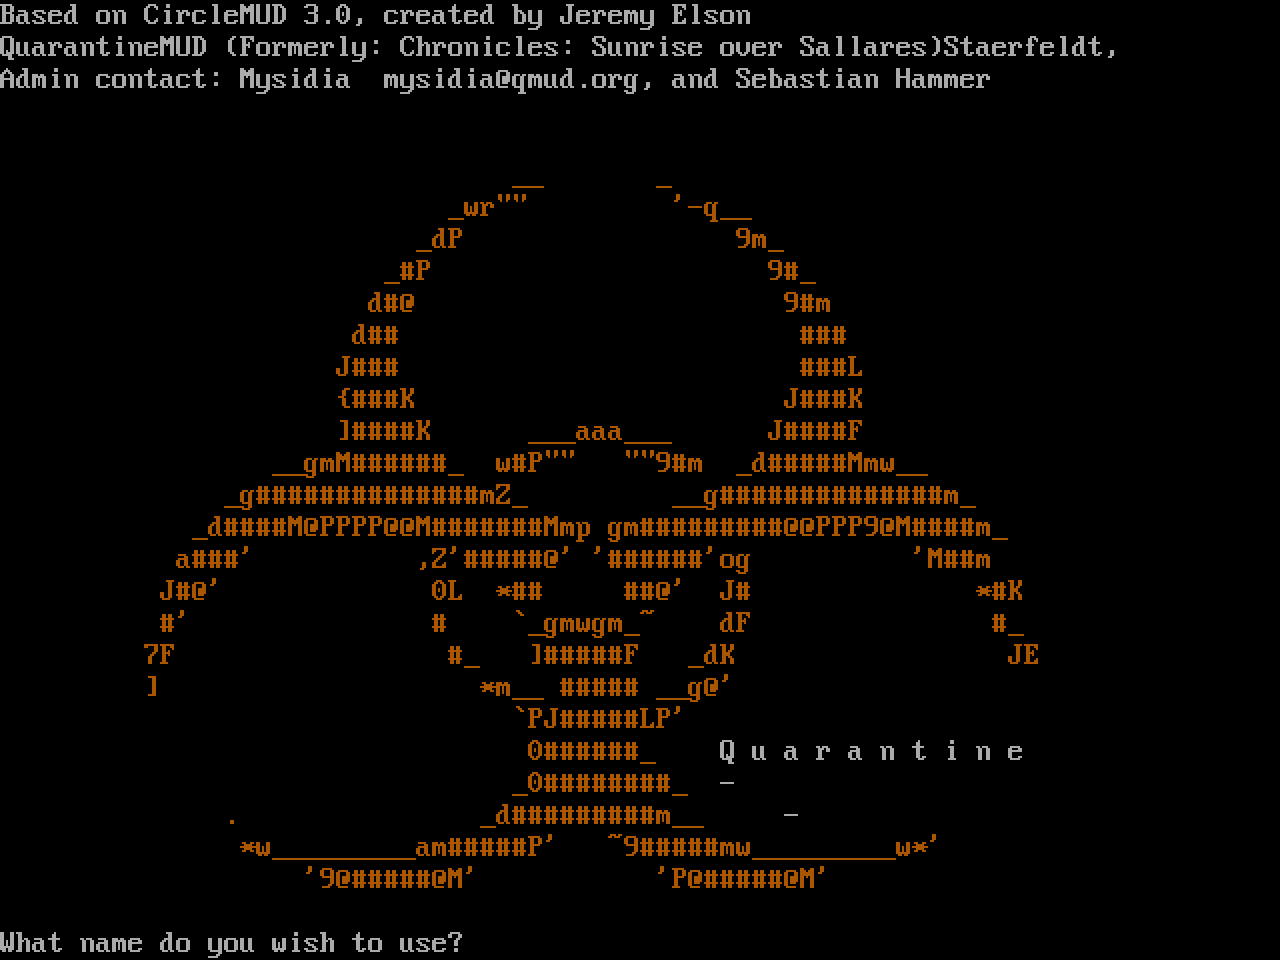 Based on CircleMUD 3.0, created by Jeremy Elson
QuarantineMUD (Formerly: Chronicles: Sunrise over Sallares)Staerfeldt,
Admin contact: Mysidia  mysidia@qmud.org, and Sebastian Hammer
Q u a r a n t i n e
What name do you wish to use?